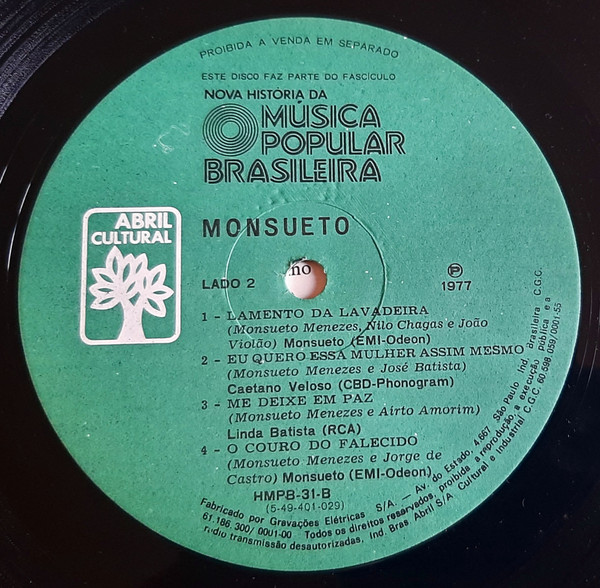 PROIBIDA A VENDA EM SEPARADO
ESTE DISCO FAZ PARTE DO FASCÍCULO
NOVA HISTÓRIA DA
MÚSICA
POPULAR
BRASILEIRA
ABRIL
CULTURAL
MONSUETO
LADO 2
no
P
1977
1 - LAMENTO DA LAVADEIRA
(Monsueto Menezes, Nilo Chagas e João
Violão) Monsueto (EMI-Odeon)
2 - EU QUERO ESSA MULHER ASSIM MESMO
(Monsueto Menezes e José Batista)
Caetano Veloso (CBD-Phonogram)
3 - ME DEIXE EM PAZ
(Monsueto Menezes e Aírto Amorim)
Linda Batista (RCA)
4 - O COURO DO FALECIDO
(Monsueto Menezes e Jorge de
Castro) Monsueto (EMI-Odeon)
HMPB-31-B
(5-49-401-029)
Fabricado por Gravações Elétricas S/A. — Av. do Estado, 4.667 São Paulo Ind. Brasileira C.G.C.
61.186.300/0001-00 Todos os direitos reservados, proibida a reprodução, a execução, pública e a
rádio transmissão desautorizadas, Ind. Bras Abril S/A Cultural e Industrial C.G.C. 60.598.059/0001-55